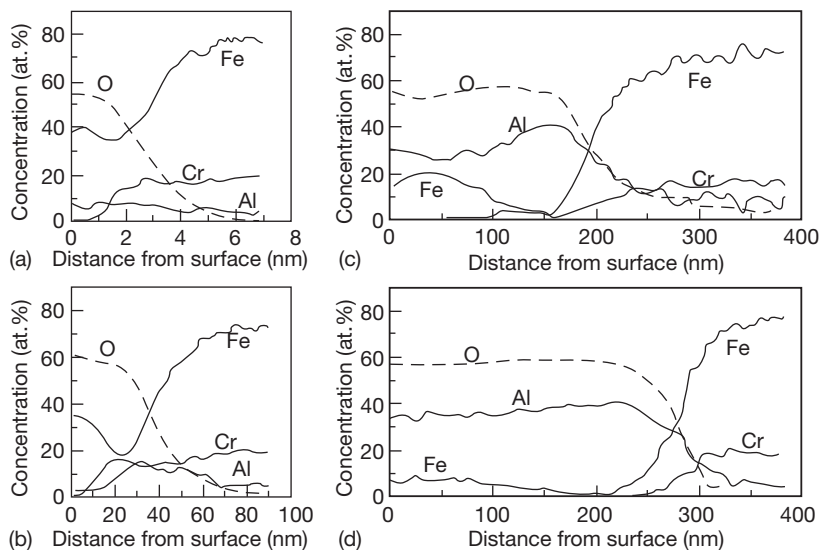 Concentration (at. %)
80
60
40
20
0
O
Fe
Cr
Al
0 2 4 6 8
(a) Distance from surface (nm)
Concentration (at. %)
80
60
40
20
0
O
Al
Fe
Fe
Cr
0 100 200 300 400
(c) Distance from surface (nm)
Concentration (at. %)
80
60
40
20
0
O
Fe
Cr
Al
0 20 40 60 80 100
(b) Distance from surface (nm)
Concentration (at. %)
80
60
40
20
0
O
Al
Fe
Fe
Cr
0 100 200 300 400
(d) Distance from surface (nm)